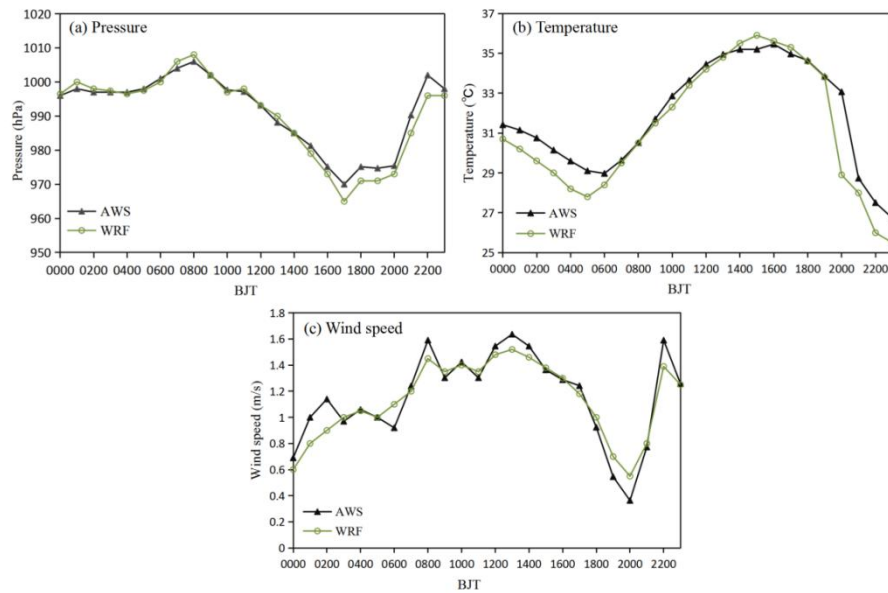 (a) Pressure
1020
1010
1000
990
980
970
960
950
Pressure (hPa)
AWS
WRF
0000 0200 0400 0600 0800 1000 1200 1400 1600 1800 2000 2200
BJT
(b) Temperature
37
35
33
31
29
27
25
Temperature (℃)
AWS
WRF
0000 0200 0400 0600 0800 1000 1200 1400 1600 1800 2000 2200
BJT
(c) Wind speed
1.8
1.6
1.4
1.2
1
0.8
0.6
0.4
0.2
0
Wind speed (m/s)
AWS
WRF
0000 0200 0400 0600 0800 1000 1200 1400 1600 1800 2000 2200
BJT